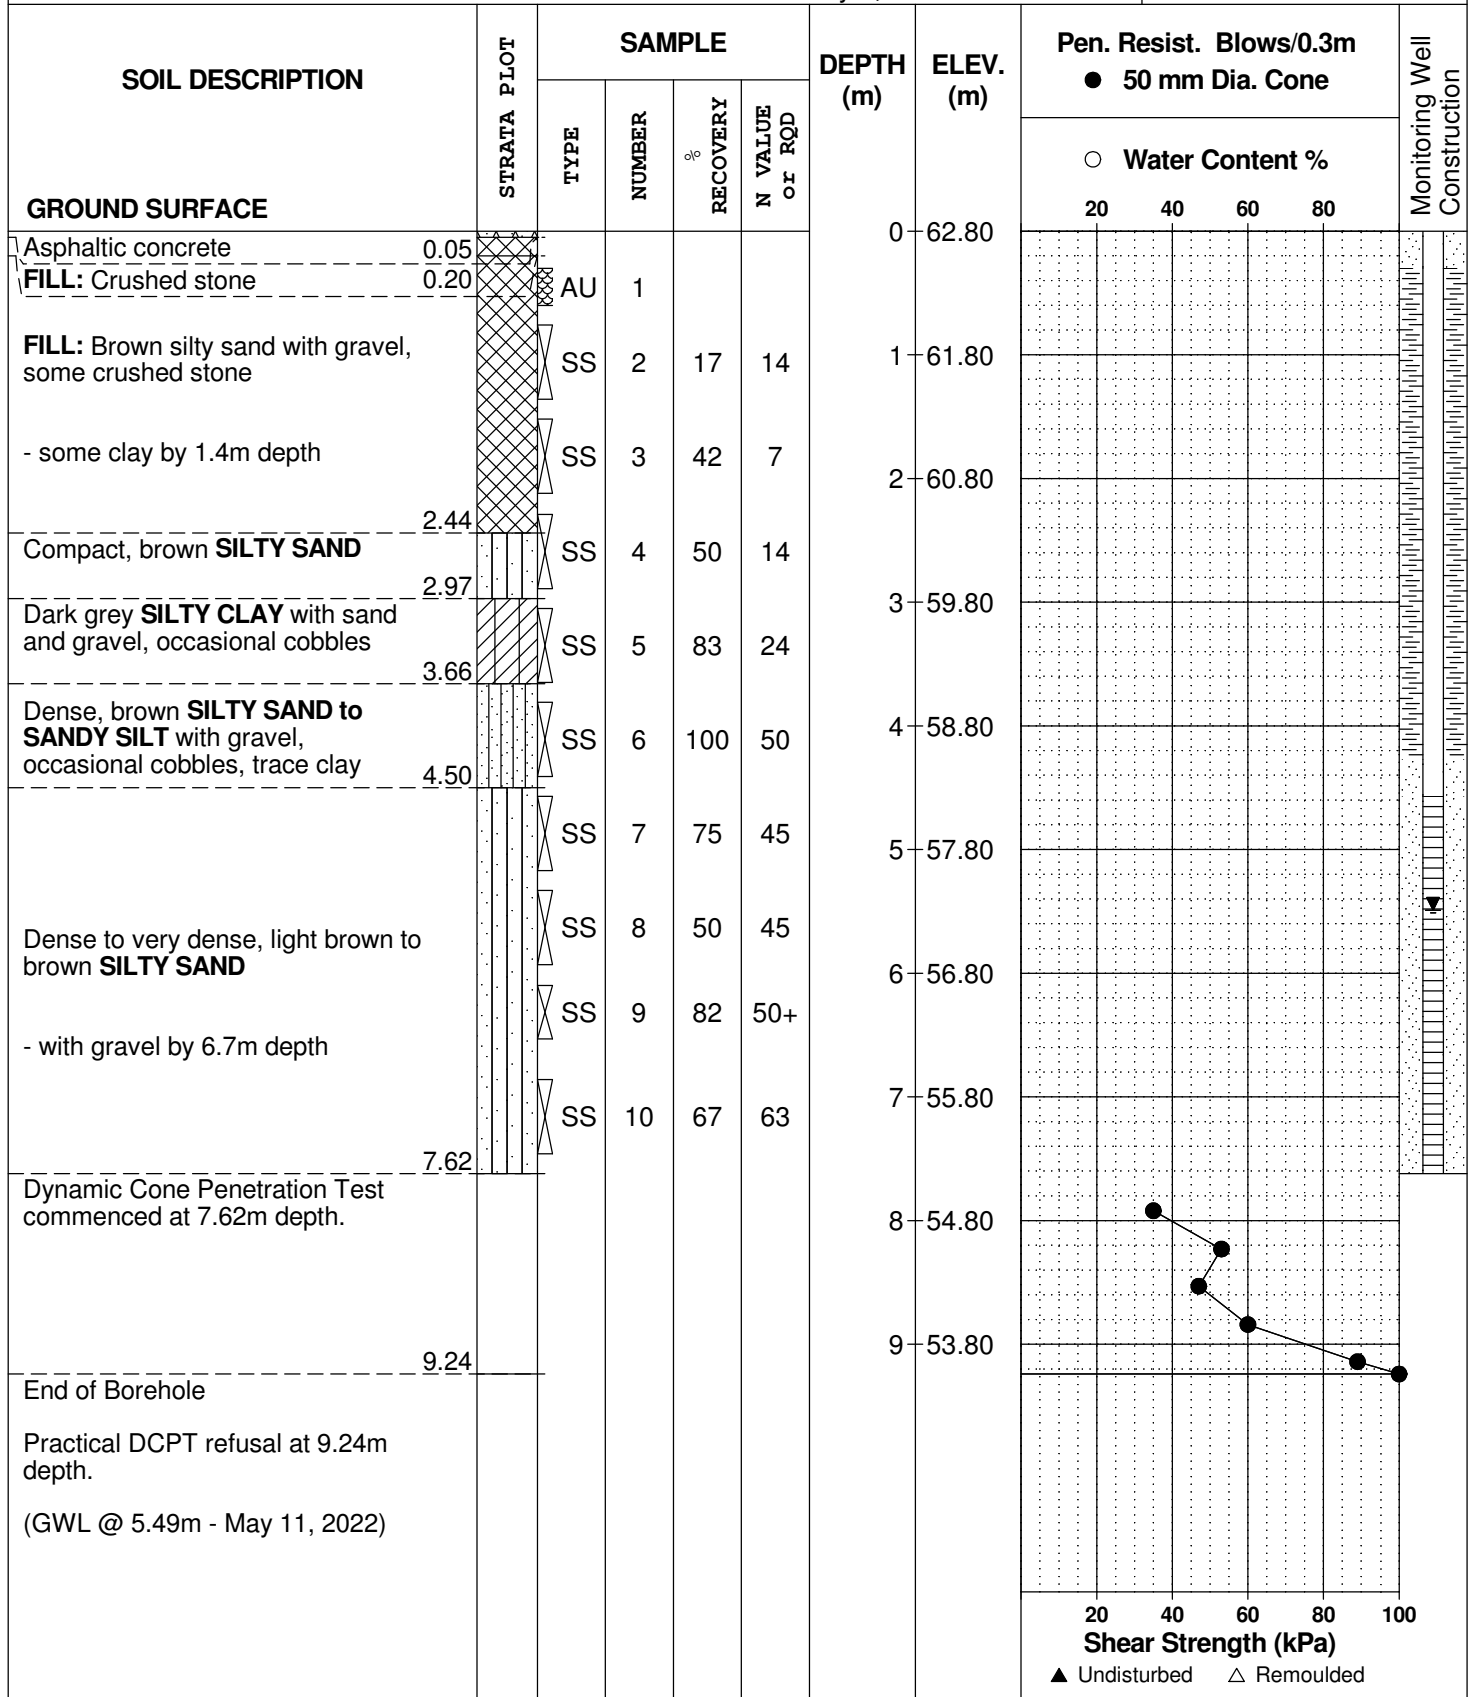 SOIL DESCRIPTION
GROUND SURFACE
STRATA PLOT
SAMPLE
TYPE
NUMBER
% RECOVERY
N VALUE or RQD
DEPTH (m)
ELEV. (m)
Pen. Resist. Blows/0.3m
● 50 mm Dia. Cone
○ Water Content %
20 40 60 80
Monitoring Well
Construction
0 62.80
Asphaltic concrete 0.05
FILL: Crushed stone 0.20
AU 1
FILL: Brown silty sand with gravel,
some crushed stone
SS 2 17 14
1 61.80
- some clay by 1.4m depth
SS 3 42 7
2 60.80
2.44
Compact, brown SILTY SAND
SS 4 50 14
2.97
3 59.80
Dark grey SILTY CLAY with sand
and gravel, occasional cobbles
SS 5 83 24
3.66
Dense, brown SILTY SAND to
SANDY SILT with gravel,
occasional cobbles, trace clay
4.50
SS 6 100 50
4 58.80
SS 7 75 45
5 57.80
SS 8 50 45
Dense to very dense, light brown to
brown SILTY SAND
6 56.80
SS 9 82 50+
- with gravel by 6.7m depth
7 55.80
SS 10 67 63
7.62
Dynamic Cone Penetration Test
commenced at 7.62m depth.
8 54.80
9 53.80
9.24
End of Borehole
Practical DCPT refusal at 9.24m
depth.
(GWL @ 5.49m - May 11, 2022)
20 40 60 80 100
Shear Strength (kPa)
▲ Undisturbed △ Remoulded